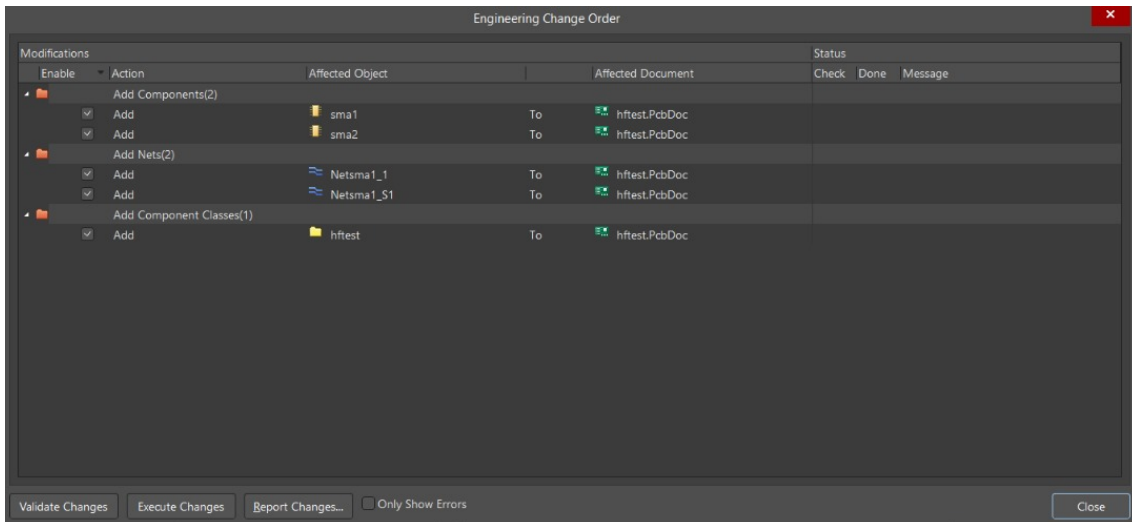 Engineering Change Order
Modifications Status
Enable Action Affected Object Affected Document Check Done Message
Add Components(2)
Add sma1 To hftest.PcbDoc
Add sma2 To hftest.PcbDoc
Add Nets(2)
Add Netsma1_1 To hftest.PcbDoc
Add Netsma1_S1 To hftest.PcbDoc
Add Component Classes(1)
Add hftest To hftest.PcbDoc
Validate Changes Execute Changes Report Changes... Only Show Errors Close